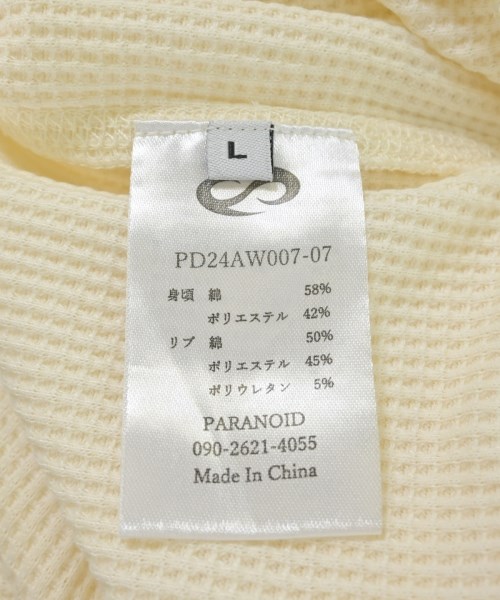 L
PD24AW007-07
身頃 綿 58%
ポリエステル 42%
リブ 綿 50%
ポリエステル 45%
ポリウレタン 5%
PARANOID
090-2621-4055
Made In China